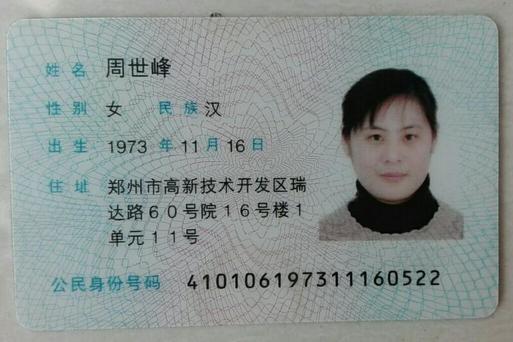 姓名 周世峰
性别 女 民族 汉
出生 1973 年 11 月 16 日
住址 郑州市高新技术开发区瑞
达路60号院16号楼1
单元11号
公民身份号码 410106197311160522